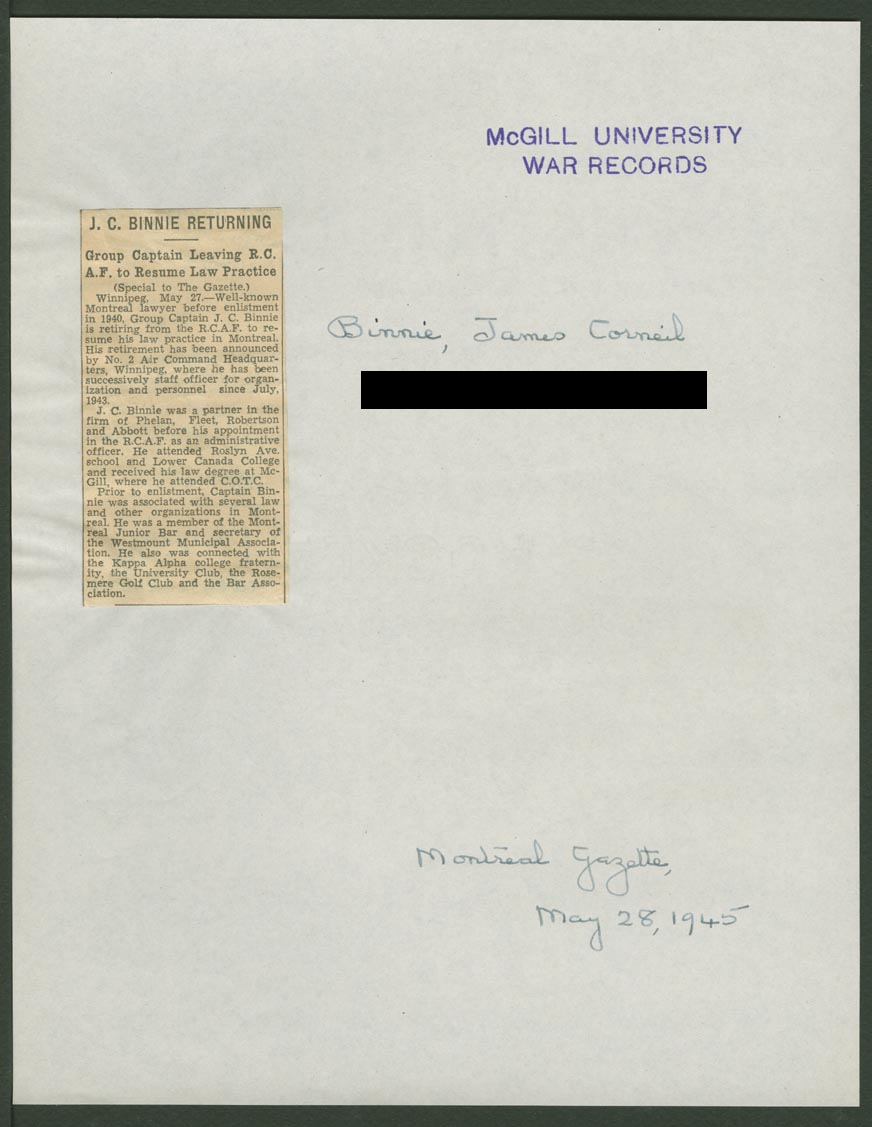 McGILL UNIVERSITY
WAR RECORDS
J. C. BINNIE RETURNING
Group Captain Leaving R.C.
A.F. to Resume Law Practice
(Special to The Gazette.)
Winnipeg, May 27.—Well-known
Montreal lawyer before enlistment
in 1940, Group Captain J. C. Binnie
is retiring from the R.C.A.F. to re-
sume his law practice in Montreal.
His retirement has been announced
by No. 2 Air Command Headquar-
ters, Winnipeg, where he has been
successively staff officer for organ-
ization and personnel since July,
1943.
J. C. Binnie was a partner in the
firm of Phelan, Fleet, Robertson
and Abbott before his appointment
in the R.C.A.F. as an administrative
officer. He attended Roslyn Ave.
school and Lower Canada College
and received his law degree at Mc-
Gill, where he attended C.O.T.C.
Prior to enlistment, Captain Bin-
nie was associated with several law
and other organizations in Mont-
real. He was a member of the Mont-
real Junior Bar and secretary of
the Westmount Municipal Associa-
tion. He also was connected with
the Kappa Alpha college fratern-
ity, the University Club, the Rose-
mere Golf Club and the Bar Asso-
ciation.
Binnie, James Corneil
Montreal Gazette,
May 28, 1945